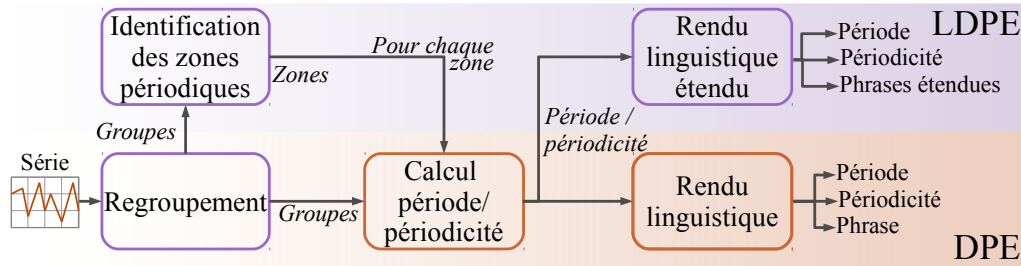 Identification
des zones
périodiques
Pour chaque
zone
Zones
Rendu
linguistique
étendu
LDPE
Période
Périodicité
Phrases étendues
Groupes
Période /
périodicité
Série
Regroupement
Groupes
Calcul
période/
périodicité
Rendu
linguistique
Période
Périodicité
Phrase
DPE